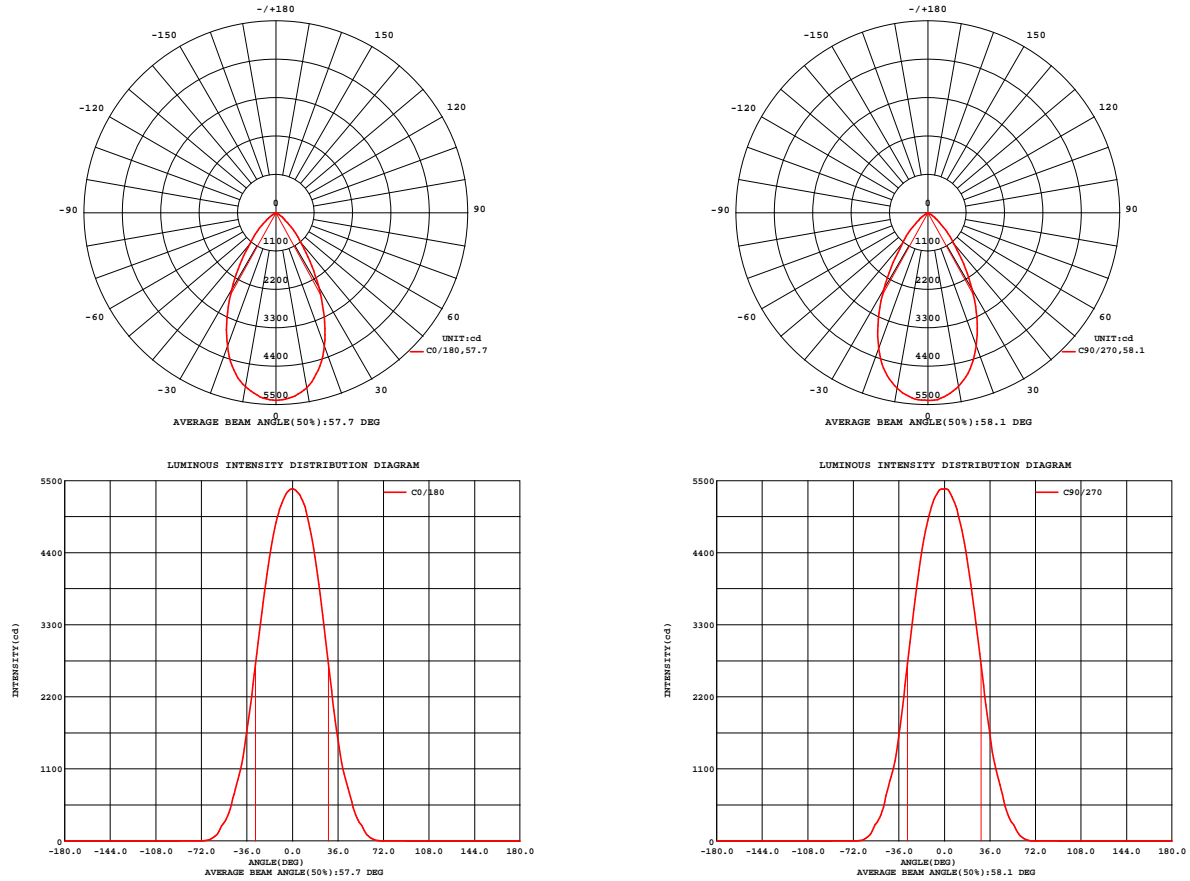 -/+180
-150 150
-120 120
-90 90
-60 60
-30 30
0
0
1100
2200
3300
4400
5500
UNIT:cd
C0/180,57.7
AVERAGE BEAM ANGLE(50%):57.7 DEG
-/+180
-150 150
-120 120
-90 90
-60 60
-30 30
0
0
1100
2200
3300
4400
5500
UNIT:cd
C90/270,58.1
AVERAGE BEAM ANGLE(50%):58.1 DEG
LUMINOUS INTENSITY DISTRIBUTION DIAGRAM
C0/180
INTENSITY(cd)
5500
4400
3300
2200
1100
0
-180.0 -144.0 -108.0 -72.0 -36.0 0.0 36.0 72.0 108.0 144.0 180.0
ANGLE(DEG)
AVERAGE BEAM ANGLE(50%):57.7 DEG
LUMINOUS INTENSITY DISTRIBUTION DIAGRAM
C90/270
INTENSITY(cd)
5500
4400
3300
2200
1100
0
-180.0 -144.0 -108.0 -72.0 -36.0 0.0 36.0 72.0 108.0 144.0 180.0
ANGLE(DEG)
AVERAGE BEAM ANGLE(50%):58.1 DEG